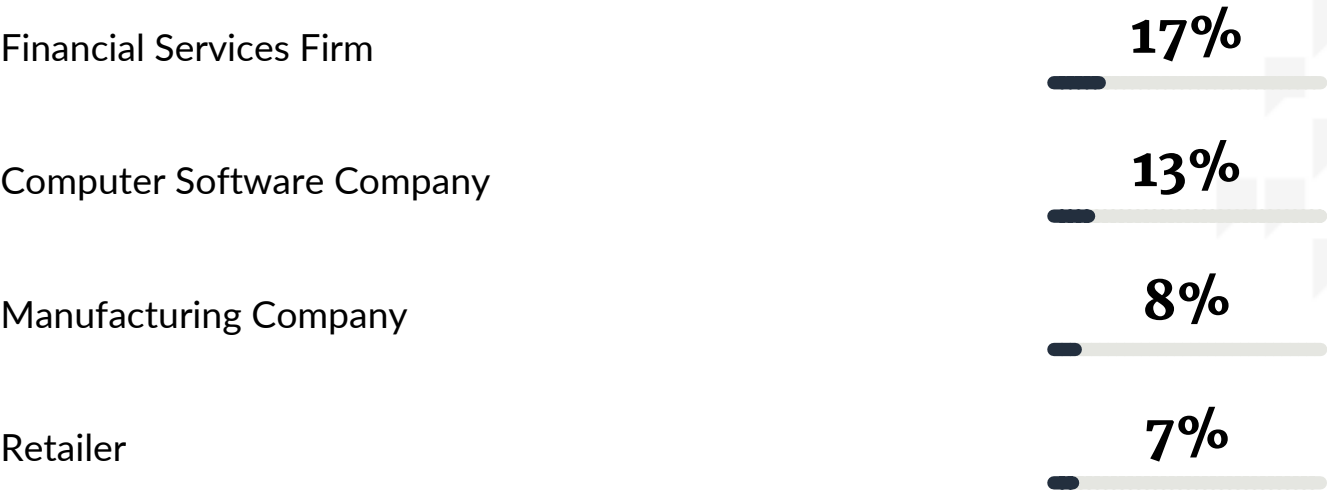 Financial Services Firm
17%
Computer Software Company
13%
Manufacturing Company
8%
Retailer
7%